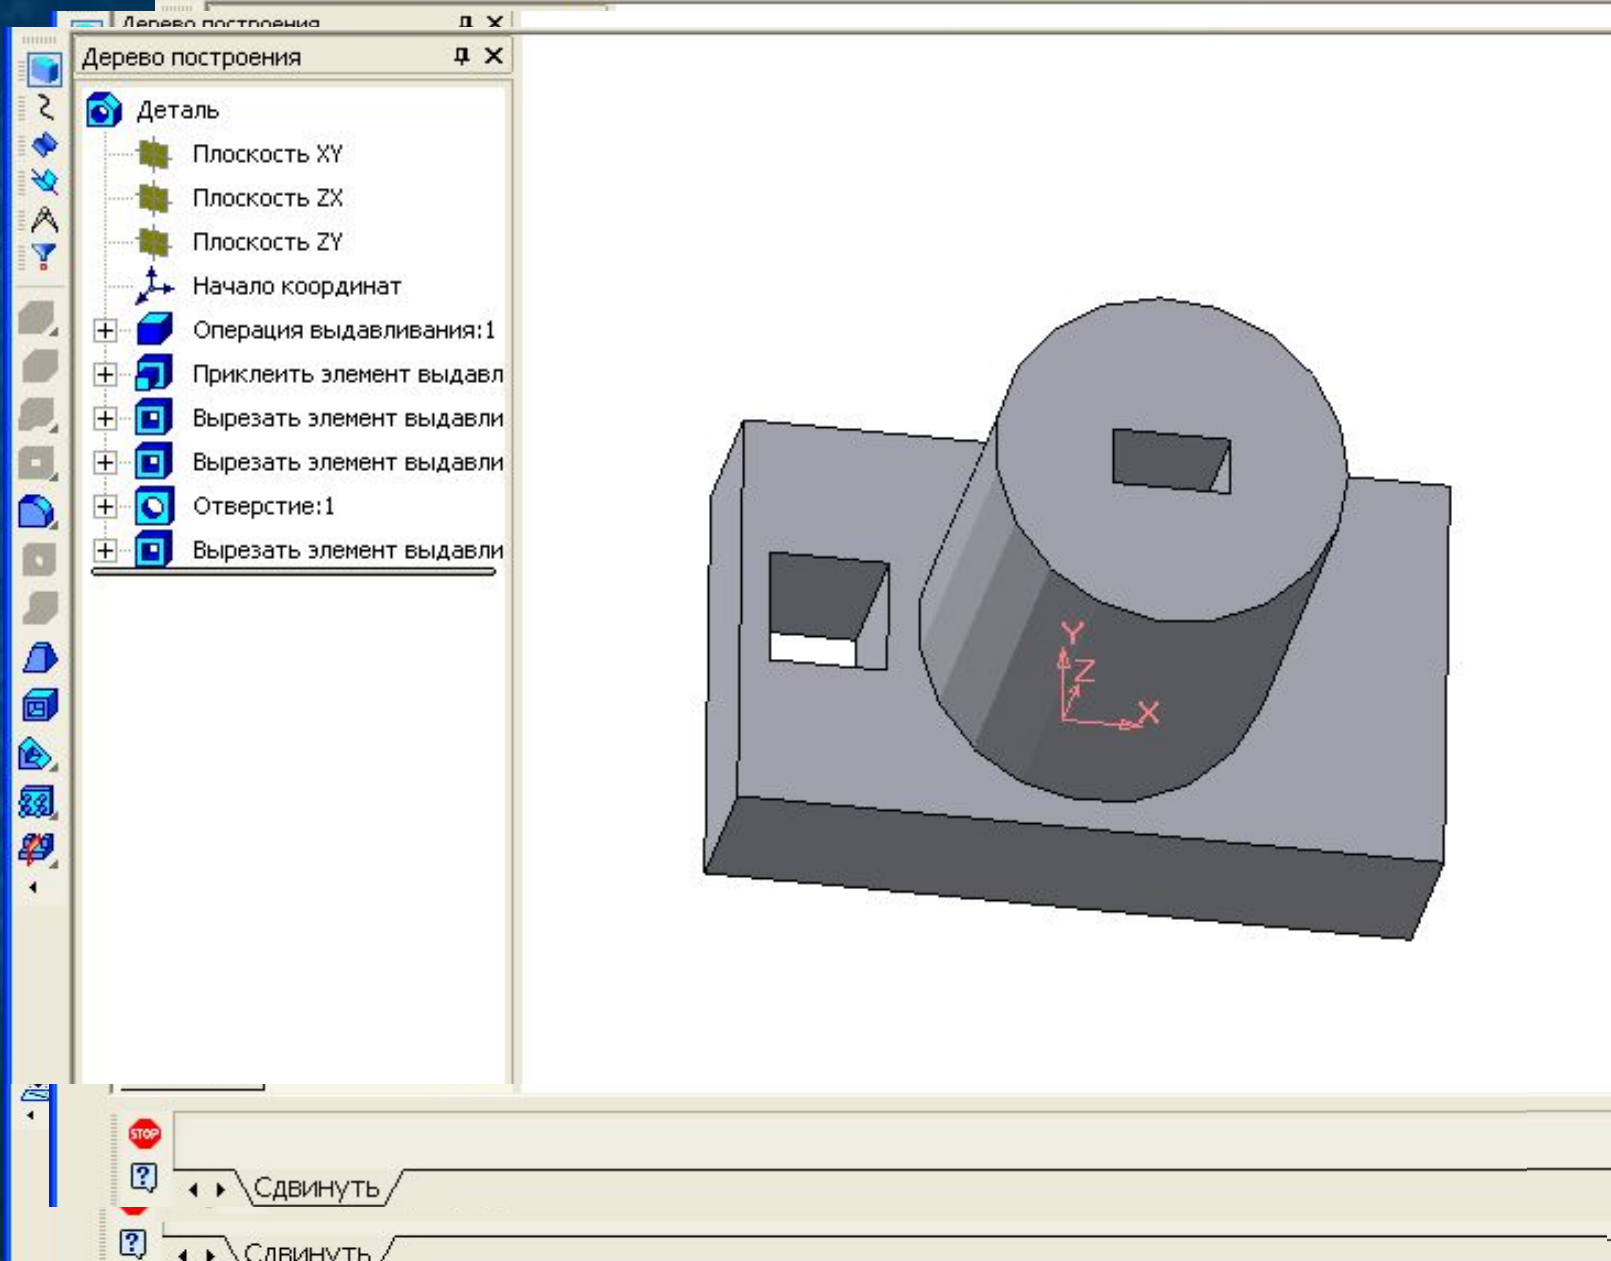 Дерево построения
Дерево построения
Деталь
Плоскость XY
Плоскость ZX
Плоскость ZY
Начало координат
Операция выдавливания:1
Приклеить элемент выдавл
Вырезать элемент выдавли
Вырезать элемент выдавли
Отверстие:1
Вырезать элемент выдавли
Y
Z
X
STOP
?
Сдвинуть
?
Сдвинуть